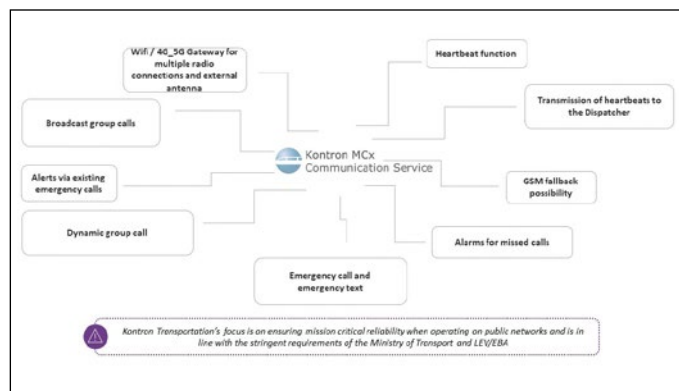 Wifi / 4G_5G Gateway for
multiple radio
connections and external
antenna
Heartbeat function
Transmission of heartbeats to
the Dispatcher
Broadcast group calls
Kontron MCx
Communication Service
Alerts via existing
emergency calls
GSM fallback
possibility
Dynamic group call
Alarms for missed calls
Emergency call and
emergency text
Kontron Transportation's focus is on ensuring mission critical reliability when operating on public networks and is in
line with the stringent requirements of the Ministry of Transport and LEV/EBA